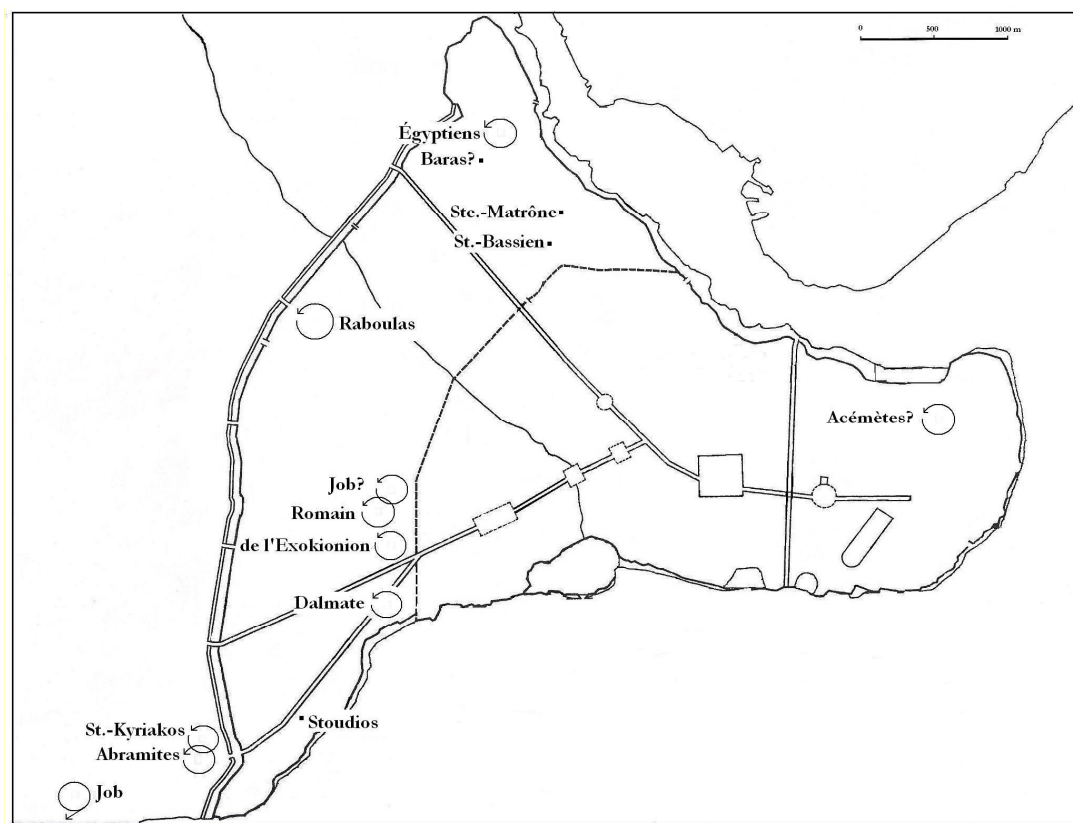 0 500 1000 m
Égyptiens
Baras?
Ste.-Matrône
St.-Bassien
Raboulas
Acémètes?
Job?
Romain
de l'Exokionion
Dalmate
Stoudios
St.-Kyriakos
Abramites
Job